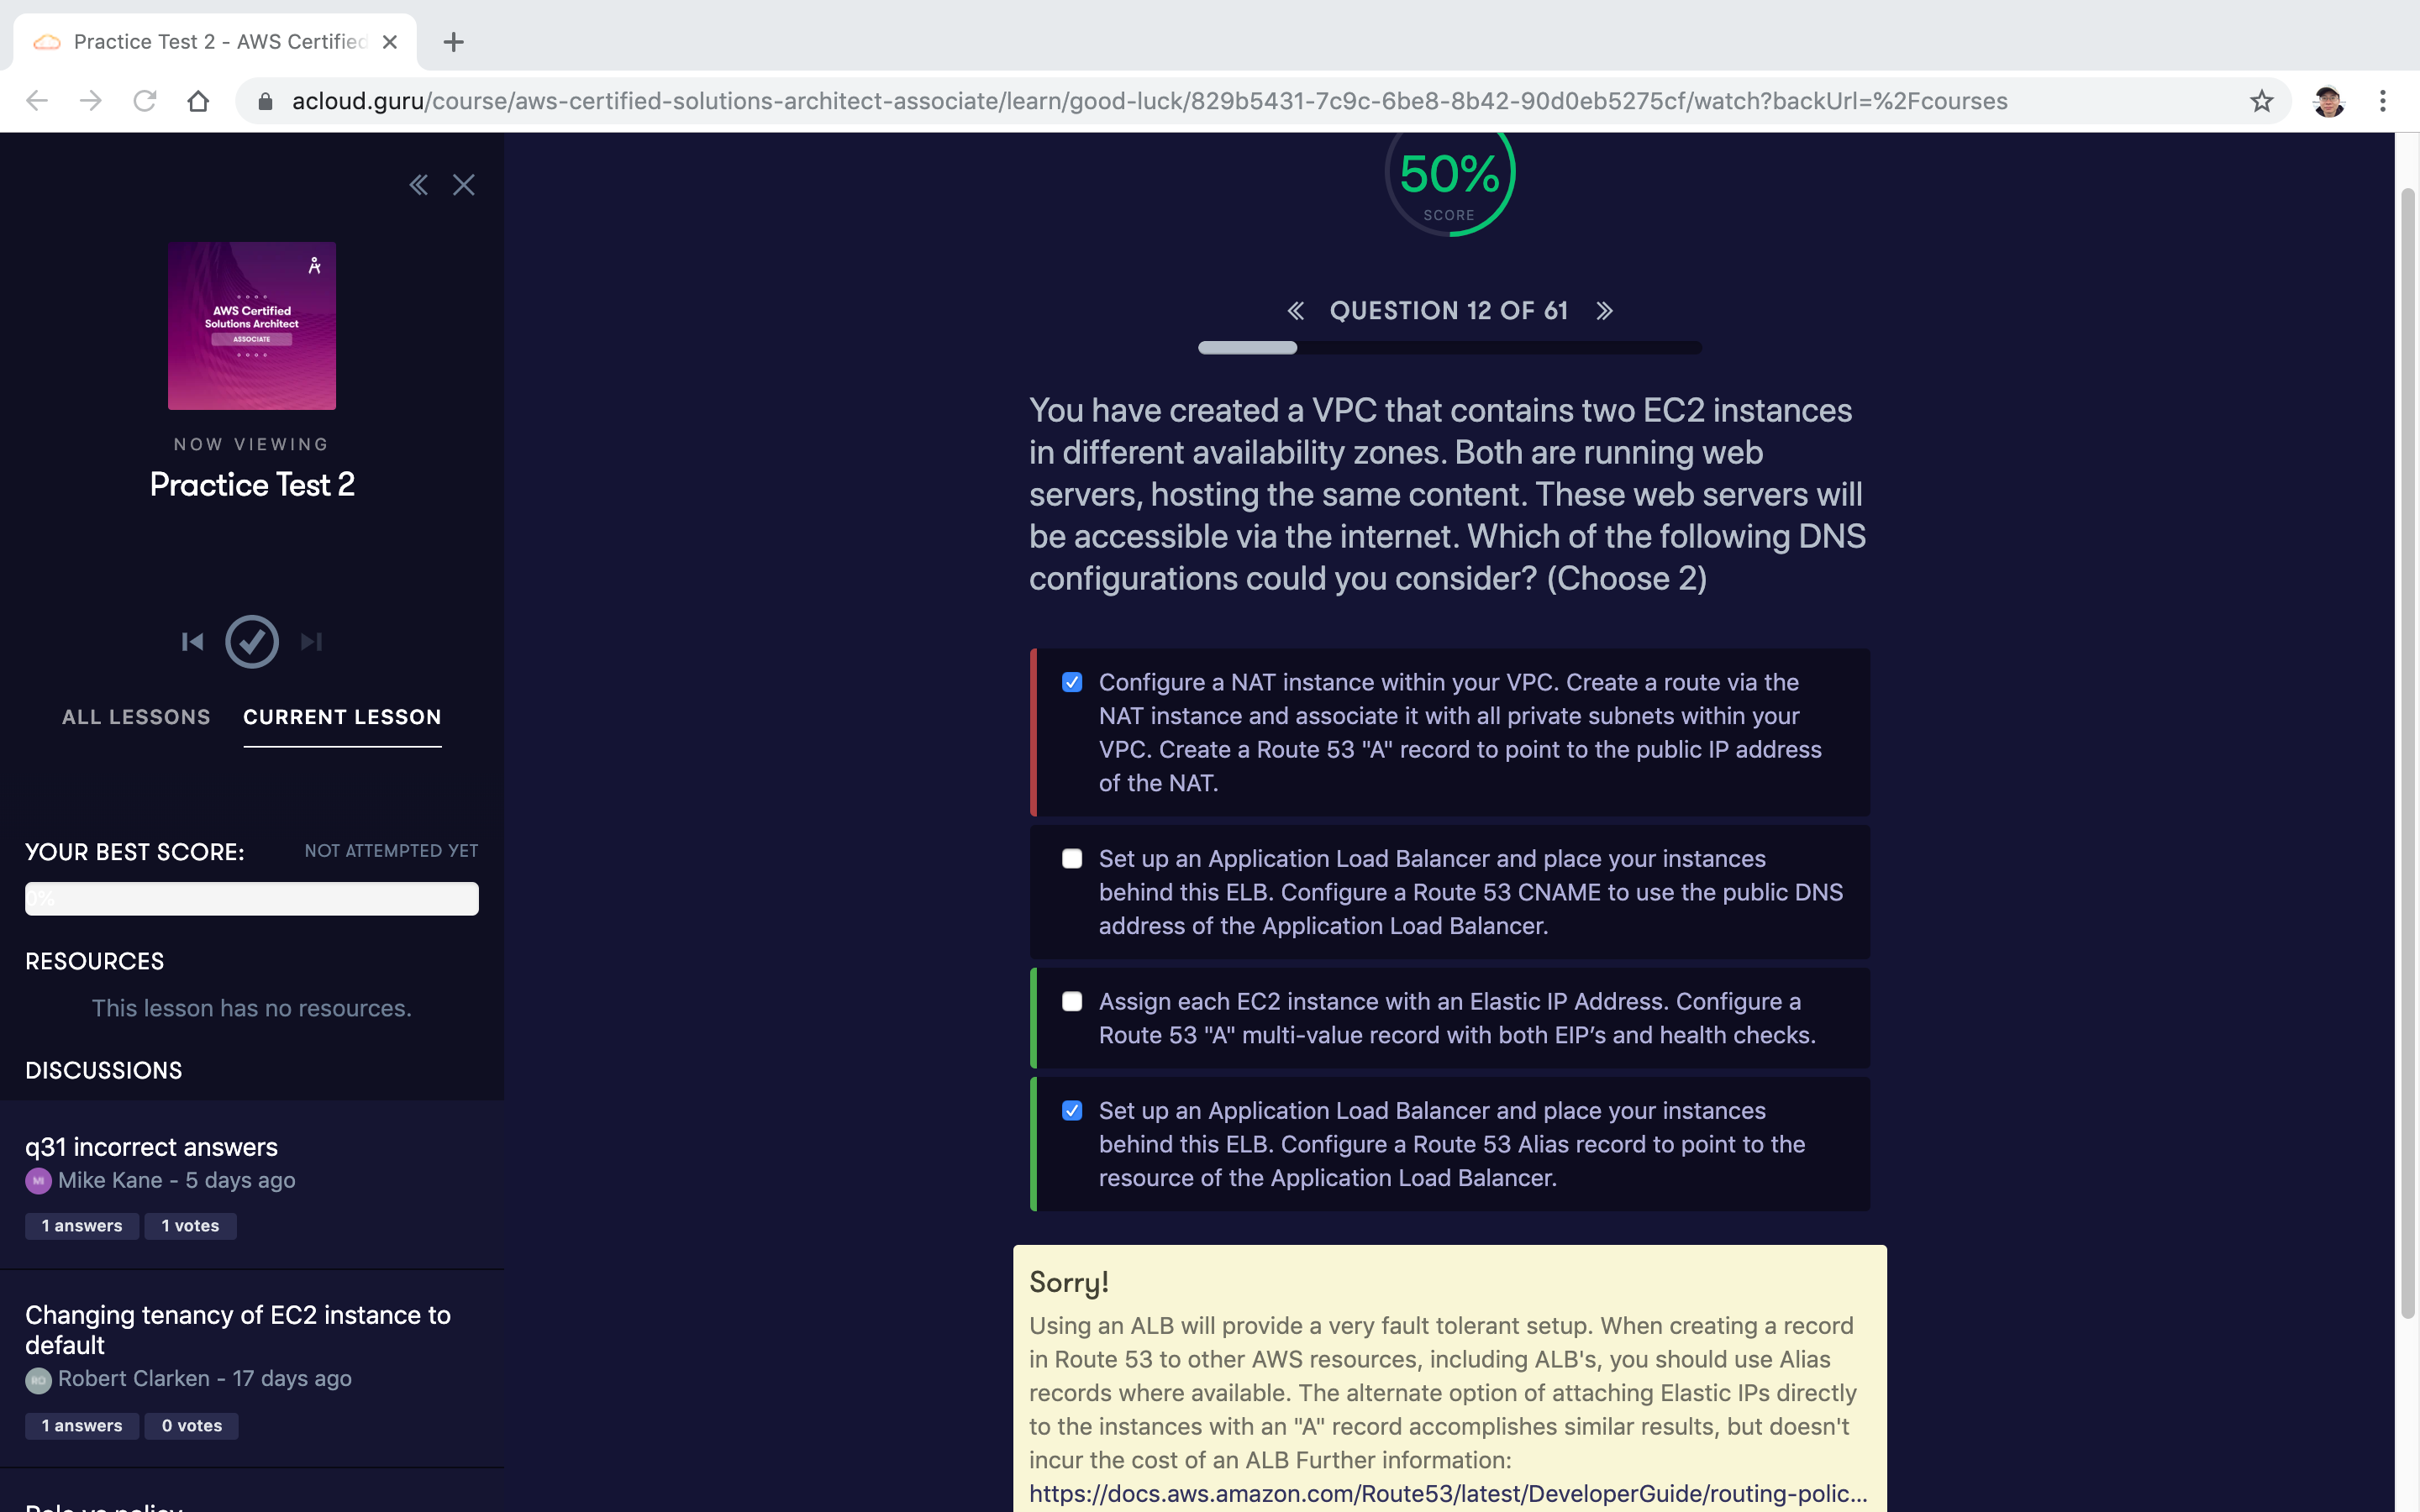 Practice Test 2 - AWS Certified
acloud.guru/course/aws-certified-solutions-architect-associate/learn/good-luck/829b5431-7c9c-6be8-8b42-90d0eb5275cf/watch?backUrl=%2Fcourses
AWS Certified
Solutions Architect
ASSOCIATE
NOW VIEWING
Practice Test 2
ALL LESSONS
CURRENT LESSON
YOUR BEST SCORE:
NOT ATTEMPTED YET
0%
RESOURCES
This lesson has no resources.
DISCUSSIONS
q31 incorrect answers
MI
Mike Kane - 5 days ago
1 answers
1 votes
Changing tenancy of EC2 instance to
default
RO
Robert Clarken - 17 days ago
1 answers
0 votes
50%
SCORE
QUESTION 12 OF 61
You have created a VPC that contains two EC2 instances
in different availability zones. Both are running web
servers, hosting the same content. These web servers will
be accessible via the internet. Which of the following DNS
configurations could you consider? (Choose 2)
Configure a NAT instance within your VPC. Create a route via the
NAT instance and associate it with all private subnets within your
VPC. Create a Route 53 "A" record to point to the public IP address
of the NAT.
Set up an Application Load Balancer and place your instances
behind this ELB. Configure a Route 53 CNAME to use the public DNS
address of the Application Load Balancer.
Assign each EC2 instance with an Elastic IP Address. Configure a
Route 53 "A" multi-value record with both EIP’s and health checks.
Set up an Application Load Balancer and place your instances
behind this ELB. Configure a Route 53 Alias record to point to the
resource of the Application Load Balancer.
Sorry!
Using an ALB will provide a very fault tolerant setup. When creating a record
in Route 53 to other AWS resources, including ALB's, you should use Alias
records where available. The alternate option of attaching Elastic IPs directly
to the instances with an "A" record accomplishes similar results, but doesn't
incur the cost of an ALB Further information:
https://docs.aws.amazon.com/Route53/latest/DeveloperGuide/routing-polic...